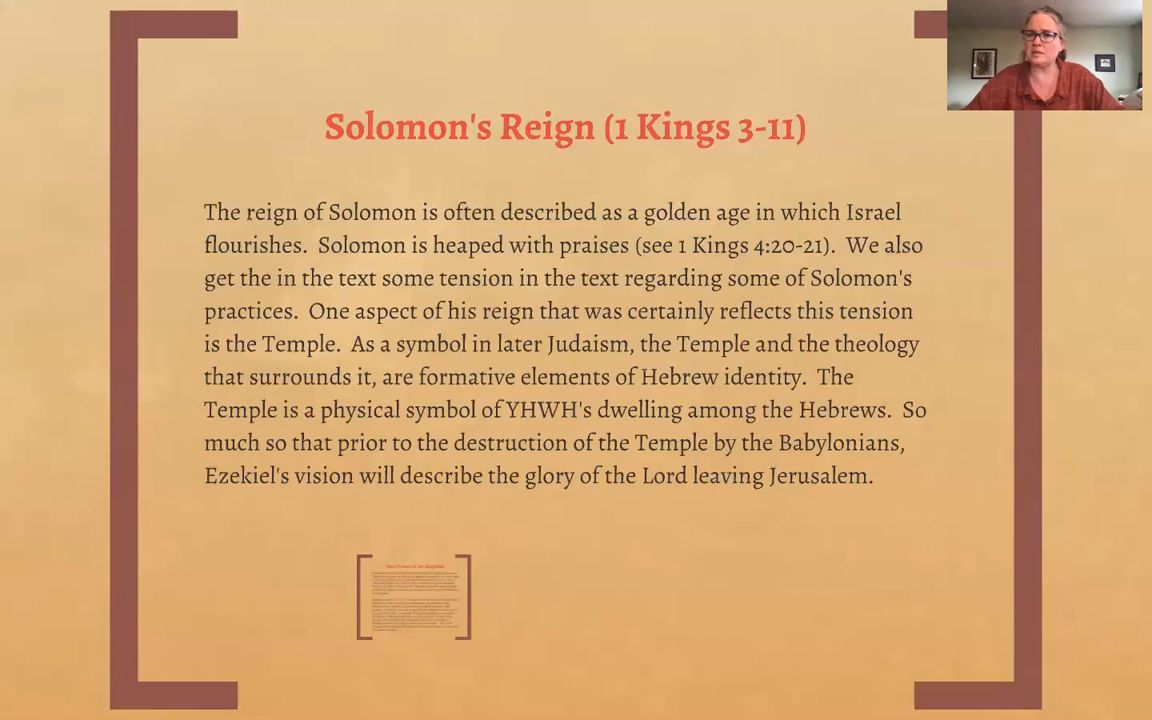 Solomon's Reign (1 Kings 3-11)
The reign of Solomon is often described as a golden age in which Israel
flourishes.  Solomon is heaped with praises (see 1 Kings 4:20-21).  We also
get the in the text some tension in the text regarding some of Solomon's
practices.  One aspect of his reign that was certainly reflects this tension
is the Temple.  As a symbol in later Judaism, the Temple and the theology
that surrounds it, are formative elements of Hebrew identity.  The
Temple is a physical symbol of YHWH's dwelling among the Hebrews.  So
much so that prior to the destruction of the Temple by the Babylonians,
Ezekiel's vision will describe the glory of the Lord leaving Jerusalem.